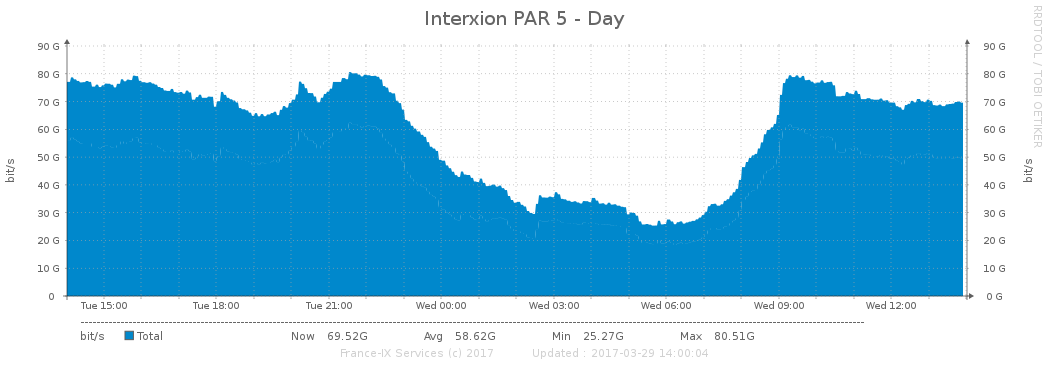 Interxion PAR 5 - Day
RRDTOOL / TOBI OETIKER
90 G 90 G
80 G 80 G
70 G 70 G
60 G 60 G
50 G 50 G
40 G 40 G
30 G 30 G
20 G 20 G
10 G 10 G
0 0 G
bit/s bit/s
Tue 15:00 Tue 18:00 Tue 21:00 Wed 00:00 Wed 03:00 Wed 06:00 Wed 09:00 Wed 12:00
bit/s Total Now 69.52G Avg 58.62G Min 25.27G Max 80.51G
France-IX Services (c) 2017 Updated : 2017-03-29 14:00:04